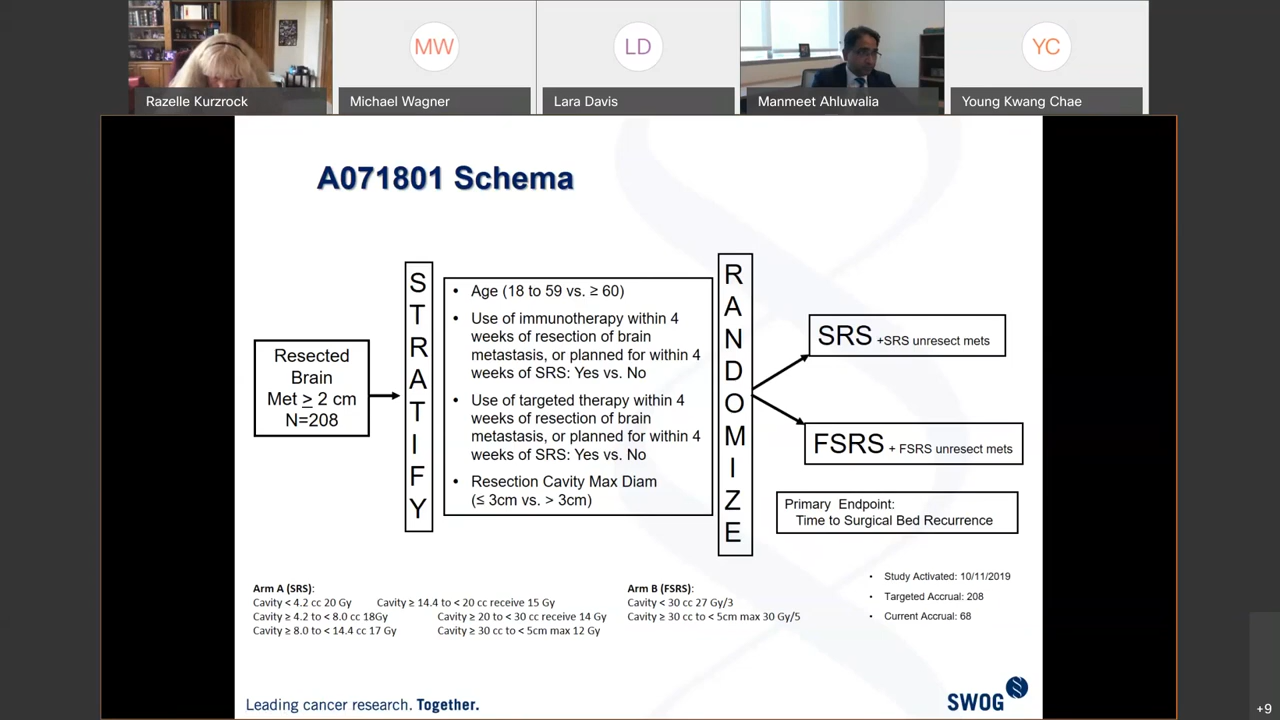 MW
LD
YC
Razelle Kurzrock
Michael Wagner
Lara Davis
Manmeet Ahluwalia
Young Kwang Chae
A071801 Schema
Resected
Brain
Met ≥ 2 cm
N=208
STRATIFY
• Age (18 to 59 vs. ≥ 60)
• Use of immunotherapy within 4
weeks of resection of brain
metastasis, or planned for within 4
weeks of SRS: Yes vs. No
• Use of targeted therapy within 4
weeks of resection of brain
metastasis, or planned for within 4
weeks of SRS: Yes vs. No
• Resection Cavity Max Diam
(≤ 3cm vs. > 3cm)
RANDOMIZE
SRS +SRS unresect mets
FSRS + FSRS unresect mets
Primary Endpoint:
Time to Surgical Bed Recurrence
Arm A (SRS):
Cavity < 4.2 cc 20 Gy Cavity ≥ 14.4 to < 20 cc receive 15 Gy
Cavity ≥ 4.2 to < 8.0 cc 18Gy Cavity ≥ 20 to < 30 cc receive 14 Gy
Cavity ≥ 8.0 to < 14.4 cc 17 Gy Cavity ≥ 30 cc to < 5cm max 12 Gy
Arm B (FSRS):
Cavity < 30 cc 27 Gy/3
Cavity ≥ 30 cc to < 5cm max 30 Gy/5
• Study Activated: 10/11/2019
• Targeted Accrual: 208
• Current Accrual: 68
Leading cancer research. Together.
SWOG
+9